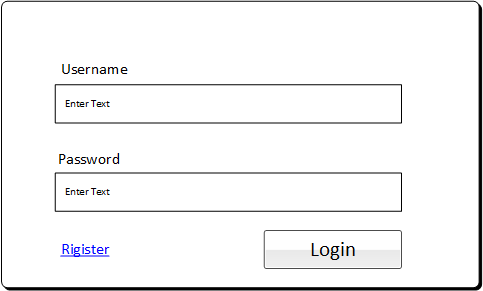 Username
Enter Text
Password
Enter Text
Rigister
Login